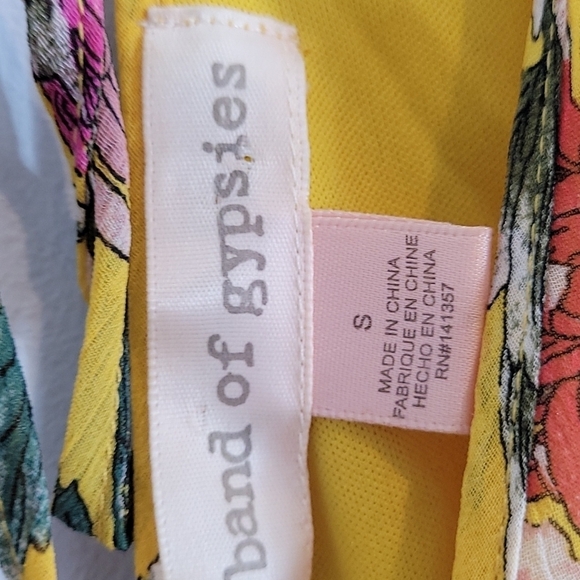 band of gypsies
S
MADE IN CHINA
FABRIQUE EN CHINE
HECHO EN CHINA
RN#141357